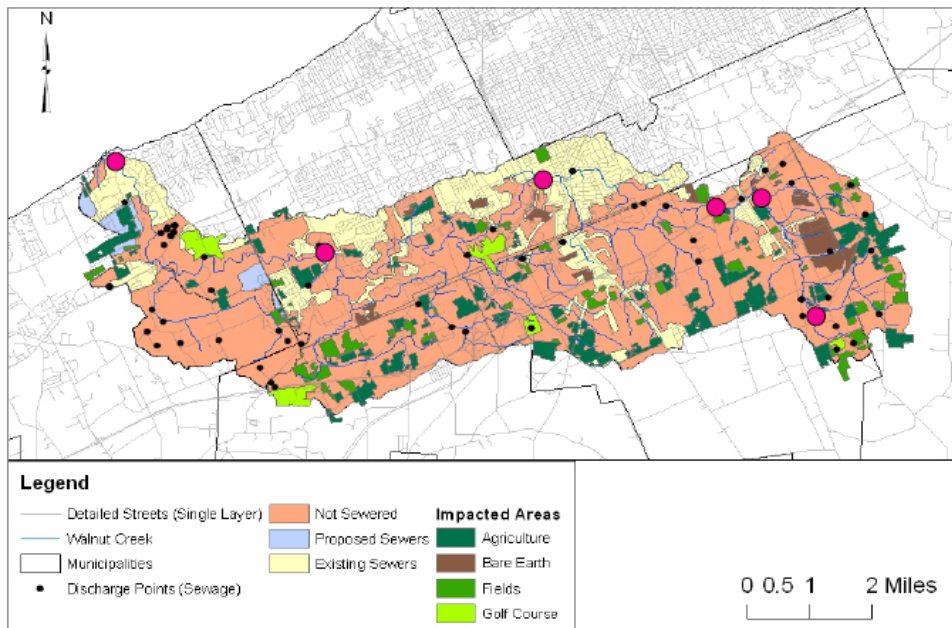 N
Legend
Detailed Streets (Single Layer)
Walnut Creek
Municipalities
Discharge Points (Sewage)
Not Sewered
Proposed Sewers
Existing Sewers
Impacted Areas
Agriculture
Bare Earth
Fields
Golf Course
0 0.5 1 2 Miles